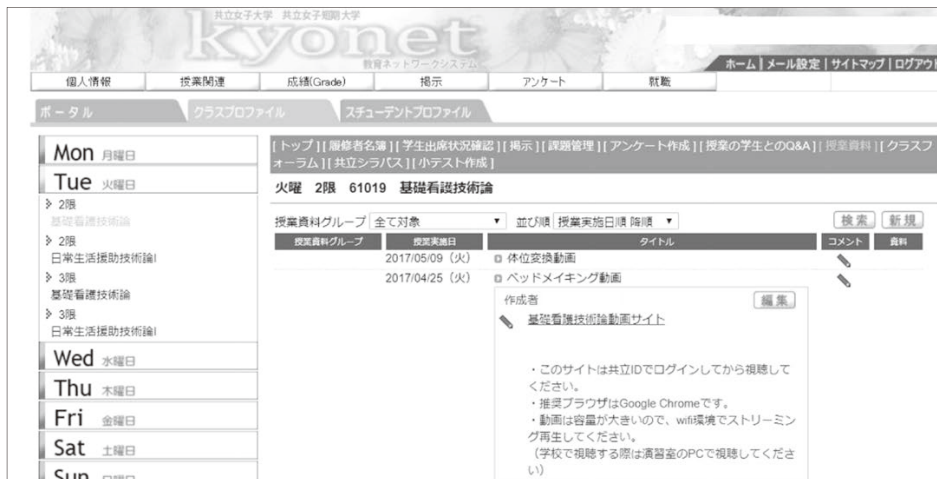 共立女子大学 共立女子短期大学
kyonet
教育ネットワークシステム
ホーム | メール設定 | サイトマップ | ログアウト
個人情報 授業関連 成績(Grade) 掲示 アンケート 就職
ポータル クラスプロファイル スチューデントプロファイル
Mon 月曜日
Tue 火曜日
2限
基礎看護技術論
2限
日常生活援助技術論I
3限
基礎看護技術論
3限
日常生活援助技術論I
Wed 水曜日
Thu 木曜日
Fri 金曜日
Sat 土曜日
Sun 日曜日
[トップ][履修者名簿][学生出席状況確認][掲示][課題管理][アンケート作成][授業の学生とのQ&A][授業資料][クラスフ
ォーラム][共立シラバス][小テスト作成]
火曜 2限 61019 基礎看護技術論
授業資料グループ 全て対象 ▼ 並び順 授業実施日順 降順 ▼ 検索 新規
授業資料グループ 授業実施日 タイトル コメント 資料
2017/05/09（火） 体位変換動画
2017/04/25（火） ベッドメイキング動画
作成者 編集
基礎看護技術論動画サイト
・このサイトは共立IDでログインしてから視聴して
ください。
・推奨ブラウザはGoogle Chromeです。
・動画は容量が大きいので、wifi環境でストリーミン
グ再生してください。
（学校で視聴する際は演習室のPCで視聴してくださ
い）